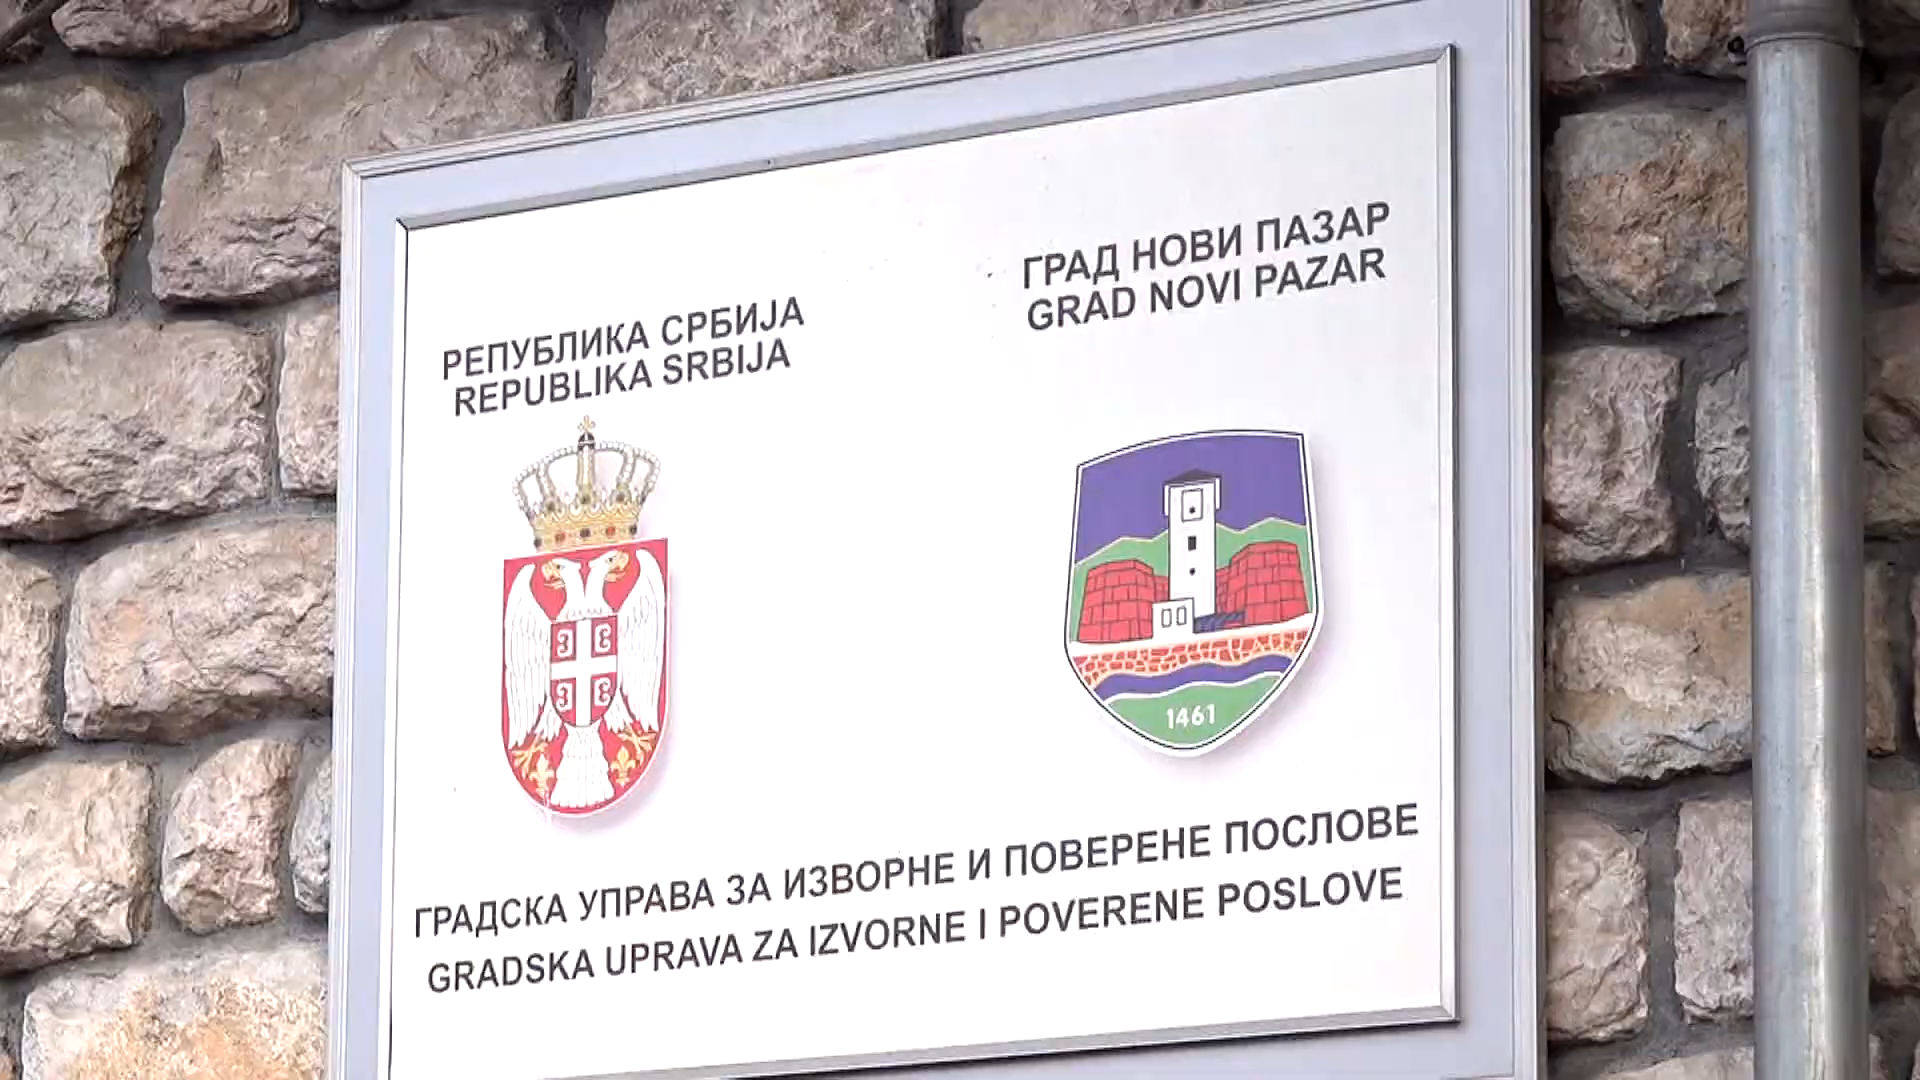 РЕПУБЛИКА СРБИЈА
REPUBLIKA SRBIJA
ГРАД НОВИ ПАЗАР
GRAD NOVI PAZAR
1461
ГРАДСКА УПРАВА ЗА ИЗВОРНЕ И ПОВЕРЕНЕ ПОСЛОВЕ
GRADSKA UPRAVA ZA IZVORNE I POVERENE POSLOVE